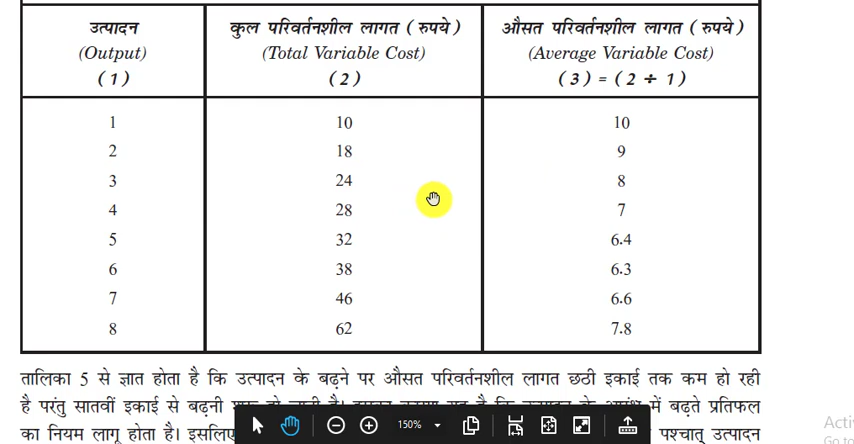 उत्पादन कुल परिवर्तनशील लागत ( रुपये ) औसत परिवर्तनशील लागत ( रुपये )
(Output) (Total Variable Cost) (Average Variable Cost)
( 1 ) ( 2 ) ( 3 ) = ( 2 ÷ 1 )
1 10 10
2 18 9
3 24 8
4 28 7
5 32 6.4
6 38 6.3
7 46 6.6
8 62 7.8
तालिका 5 से ज्ञात होता है कि उत्पादन के बढ़ने पर औसत परिवर्तनशील लागत छठी इकाई तक कम हो रही
है परंतु सातवीं इकाई से बढ़नी में बढ़ते प्रतिफल
का नियम लागू होता है। इसलिए पश्चात् उत्पादन
150%